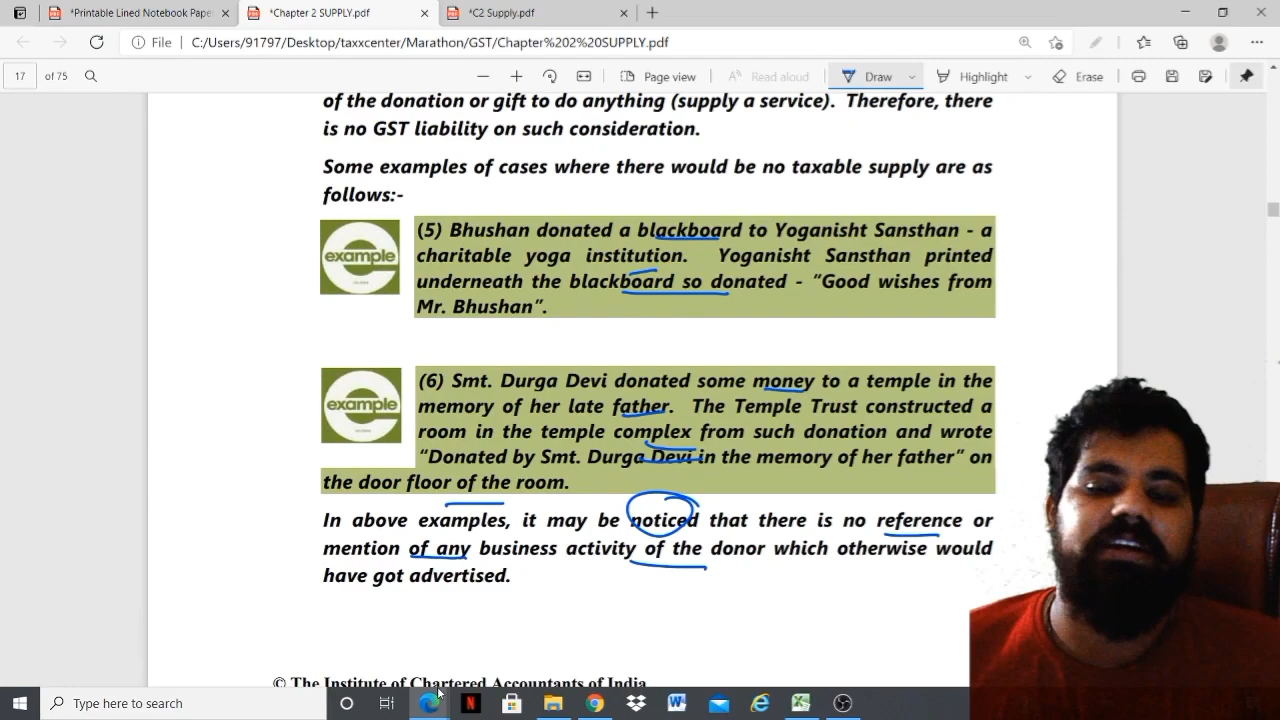 *Printable Lined Notebook Pape
*Chapter 2 SUPPLY.pdf
*C2 Supply.pdf
File
C:/Users/91797/Desktop/taxxcenter/Marathon/GST/Chapter%202%20SUPPLY.pdf
17 of 75
Page view
Read aloud
Draw
Highlight
Erase
of the donation or gift to do anything (supply a service). Therefore, there
is no GST liability on such consideration.
Some examples of cases where there would be no taxable supply are as
follows:-
example
(5) Bhushan donated a blackboard to Yoganisht Sansthan - a
charitable yoga institution. Yoganisht Sansthan printed
underneath the blackboard so donated - “Good wishes from
Mr. Bhushan”.
example
(6) Smt. Durga Devi donated some money to a temple in the
memory of her late father. The Temple Trust constructed a
room in the temple complex from such donation and wrote
“Donated by Smt. Durga Devi in the memory of her father” on
the door floor of the room.
In above examples, it may be noticed that there is no reference or
mention of any business activity of the donor which otherwise would
have got advertised.
© The Institute of Chartered Accountants of India
Type here to search